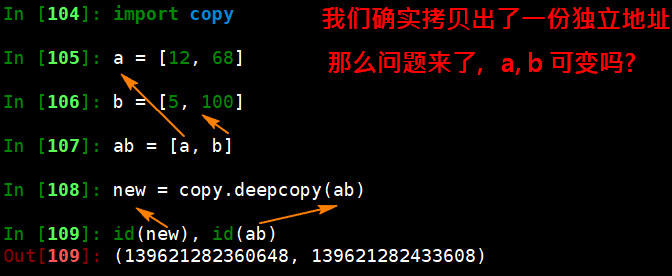 In [104]: import copy
我们确实拷贝出了一份独立地址
In [105]: a = [12, 68]
那么问题来了, a, b 可变吗?
In [106]: b = [5, 100]
In [107]: ab = [a, b]
In [108]: new = copy.deepcopy(ab)
In [109]: id(new), id(ab)
Out[109]: (139621282360648, 139621282433608)